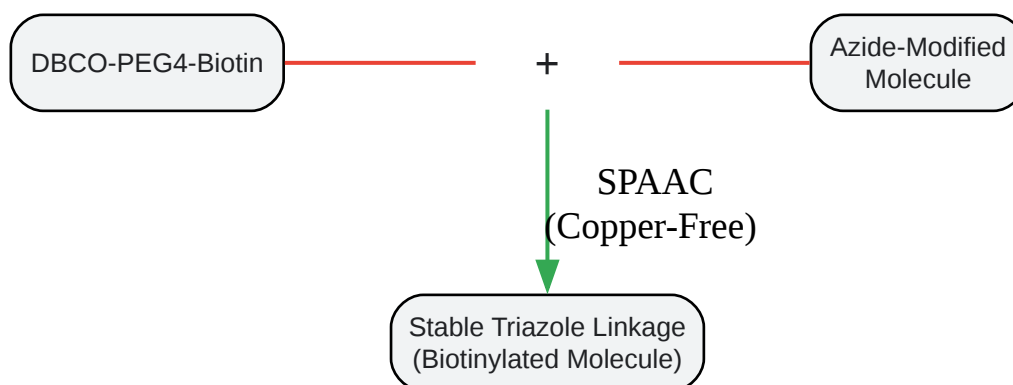 DBCO-PEG4-Biotin
+
Azide-Modified
Molecule
SPAAC
(Copper-Free)
Stable Triazole Linkage
(Biotinylated Molecule)